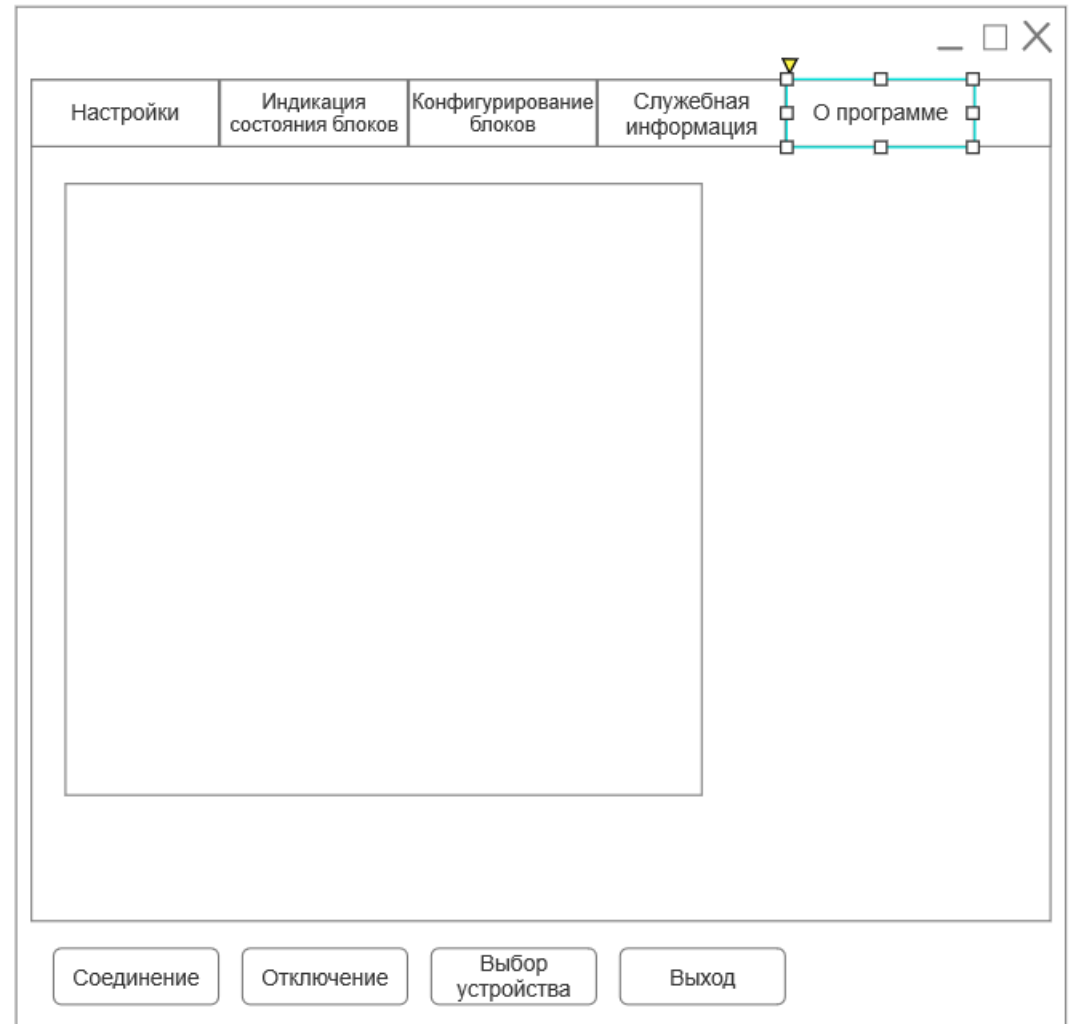 Настройки
Индикация
состояния блоков
Конфигурирование
блоков
Служебная
информация
О программе
Соединение
Отключение
Выбор
устройства
Выход